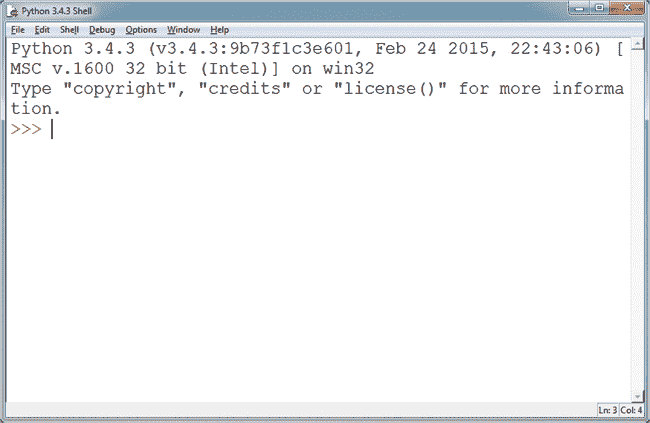 Python 3.4.3 Shell
File Edit Shell Debug Options Window Help
Python 3.4.3 (v3.4.3:9b73f1c3e601, Feb 24 2015, 22:43:06) [
MSC v.1600 32 bit (Intel)] on win32
Type "copyright", "credits" or "license()" for more informa
tion.
>>>
Ln: 3 Col: 4